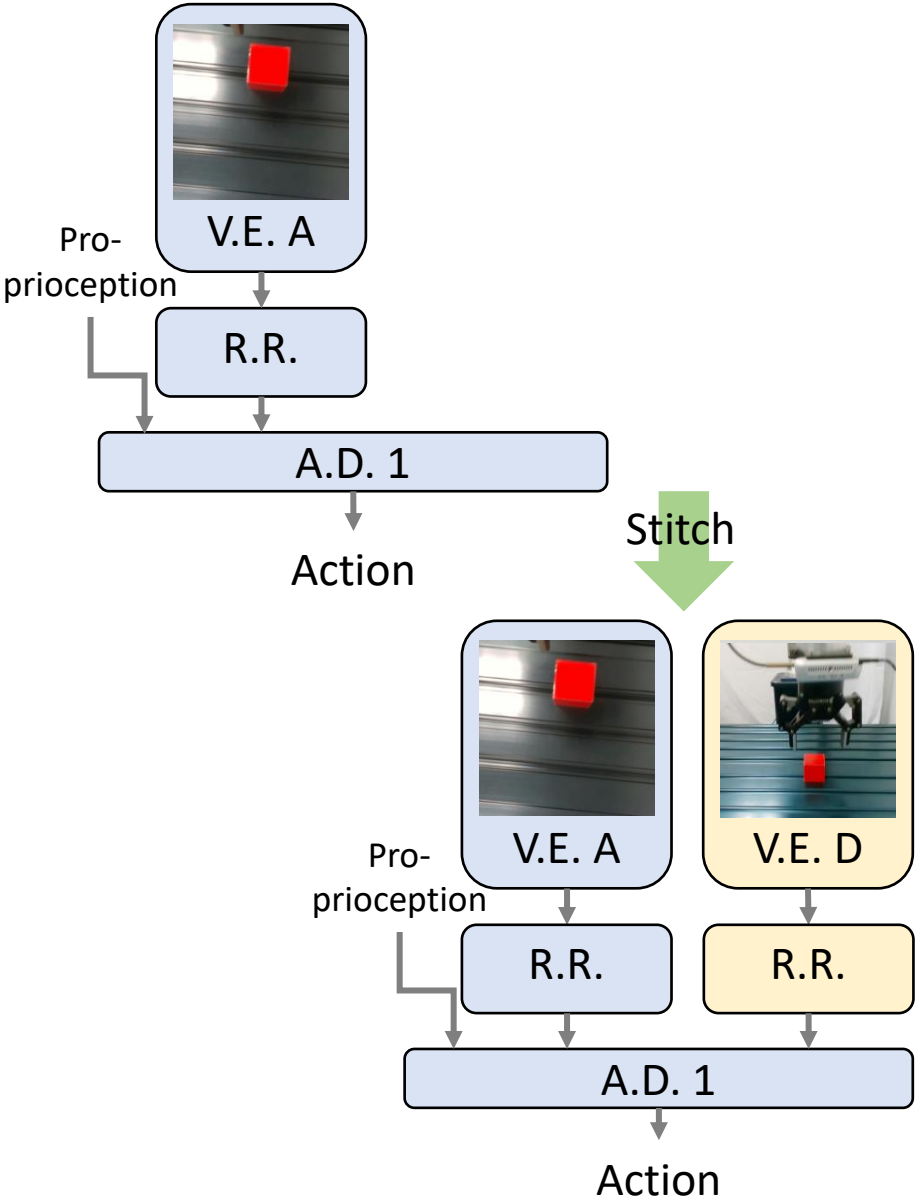 V.E. A
Pro-
prioception
R.R.
A.D. 1
Action
Stitch
V.E. A
V.E. D
Pro-
prioception
R.R.
R.R.
A.D. 1
Action